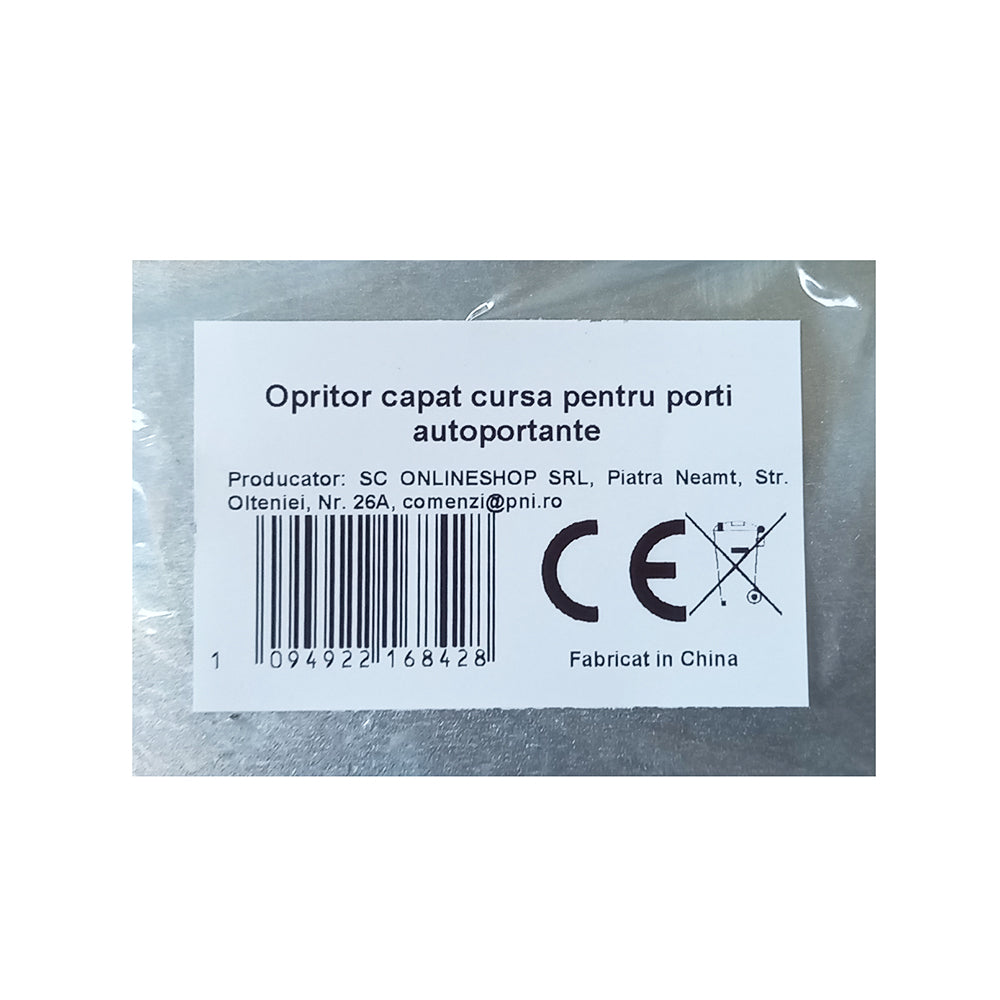 Opritor capat cursa pentru porti
autoportante
Producator: SC ONLINESHOP SRL, Piatra Neamt, Str.
Olteniei, Nr. 26A, comenzi@pni.ro
CE
1 094922 168428
Fabricat in China